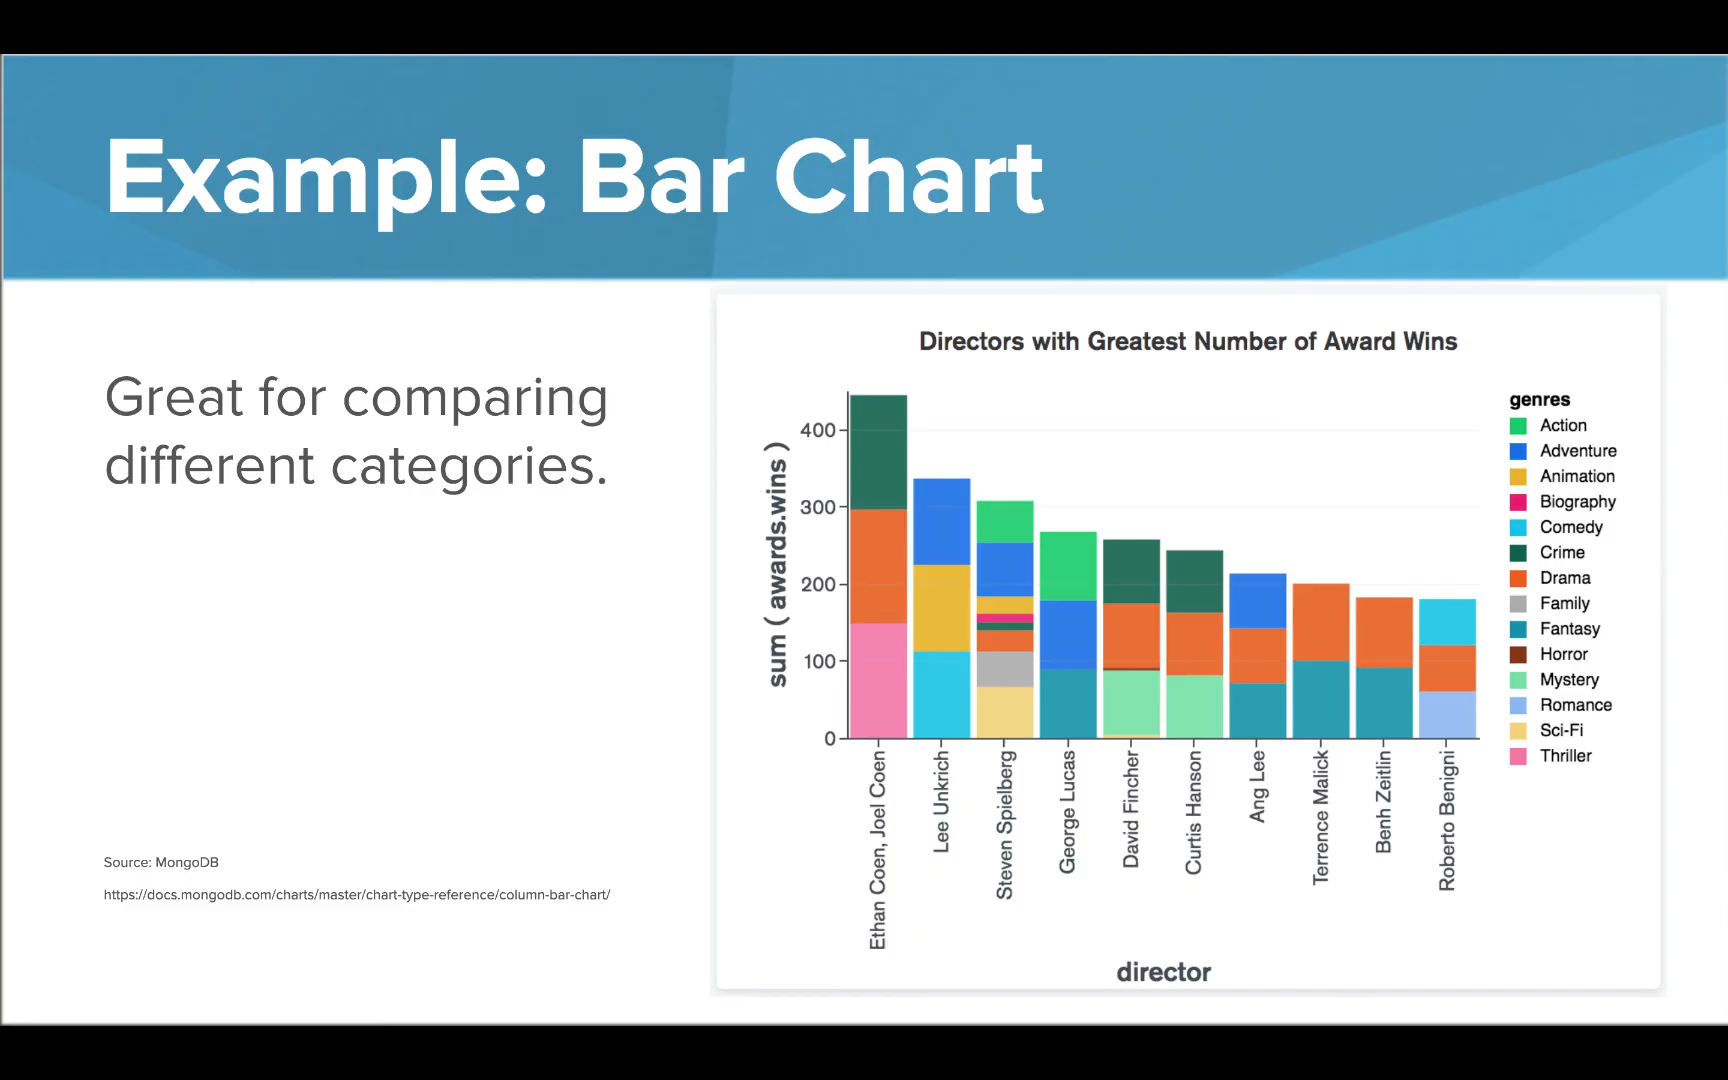 Example: Bar Chart
Great for comparing
different categories.
Source: MongoDB
https://docs.mongodb.com/charts/master/chart-type-reference/column-bar-chart/
Directors with Greatest Number of Award Wins
sum ( awards.wins )
400
300
200
100
0
Ethan Coen, Joel Coen
Lee Unkrich
Steven Spielberg
George Lucas
David Fincher
Curtis Hanson
Ang Lee
Terrence Malick
Benh Zeitlin
Roberto Benigni
director
genres
Action
Adventure
Animation
Biography
Comedy
Crime
Drama
Family
Fantasy
Horror
Mystery
Romance
Sci-Fi
Thriller